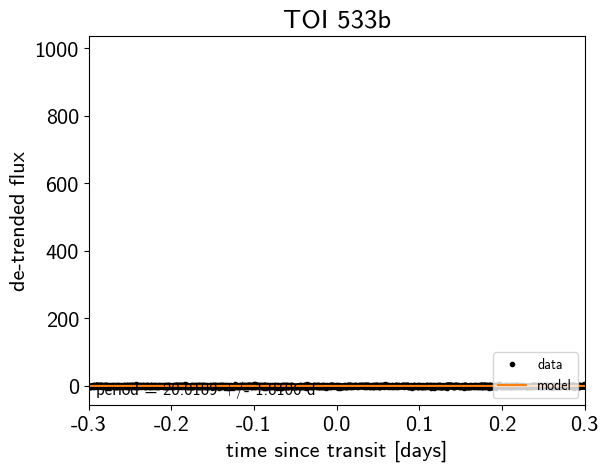 TOI 533b
de-trended flux
1000
800
600
400
200
0
period =
d
data
model
-0.3
-0.2
-0.1
0.0
0.1
0.2
0.3
time since transit [days]